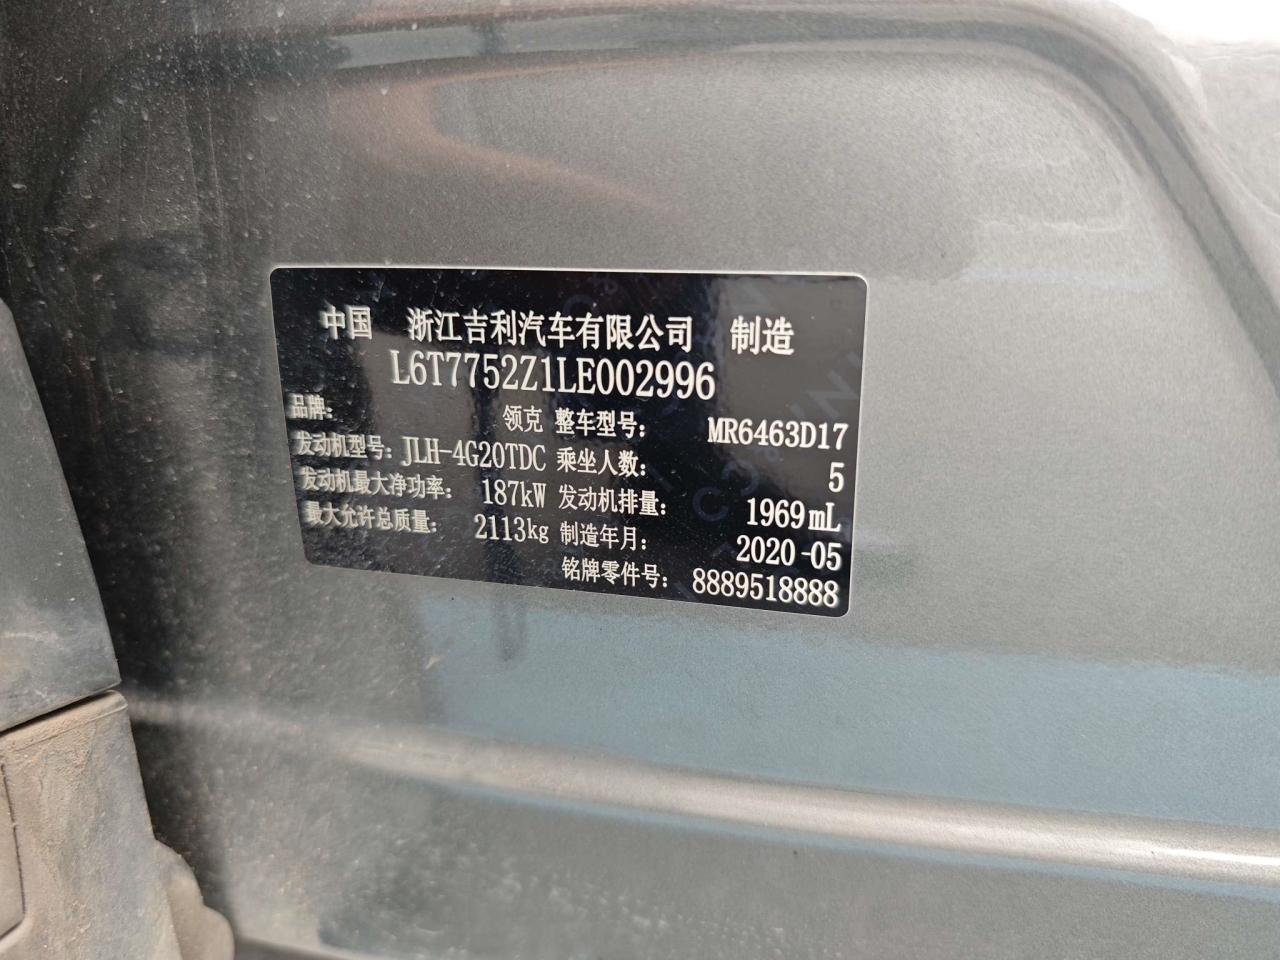 中国 浙江吉利汽车有限公司 制造
L6T7752Z1LE002996
品牌: 领克 整车型号: MR6463D17
发动机型号: JLH-4G20TDC 乘坐人数: 5
发动机最大净功率: 187kW 发动机排量: 1969mL
最大允许总质量: 2113kg 制造年月: 2020-05
铭牌零件号: 8889518888